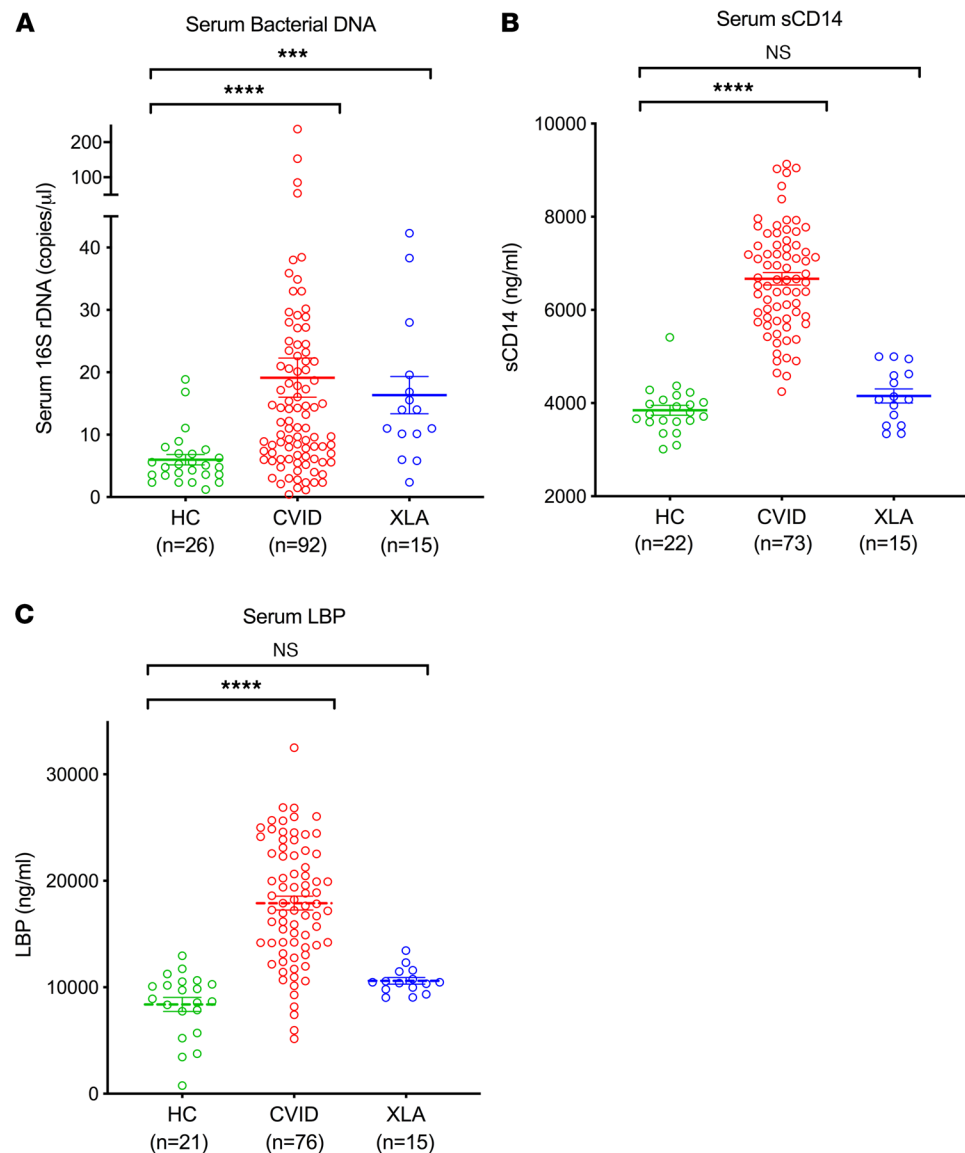 A
Serum Bacterial DNA
***
****
Serum 16S rDNA (copies/µl)
200
100
40
30
20
10
0
HC
CVID
XLA
(n=26)
(n=92)
(n=15)
B
Serum sCD14
NS
****
sCD14 (ng/ml)
10000
8000
6000
4000
2000
HC
CVID
XLA
(n=22)
(n=73)
(n=15)
C
Serum LBP
NS
****
LBP (ng/ml)
30000
20000
10000
0
HC
CVID
XLA
(n=21)
(n=76)
(n=15)